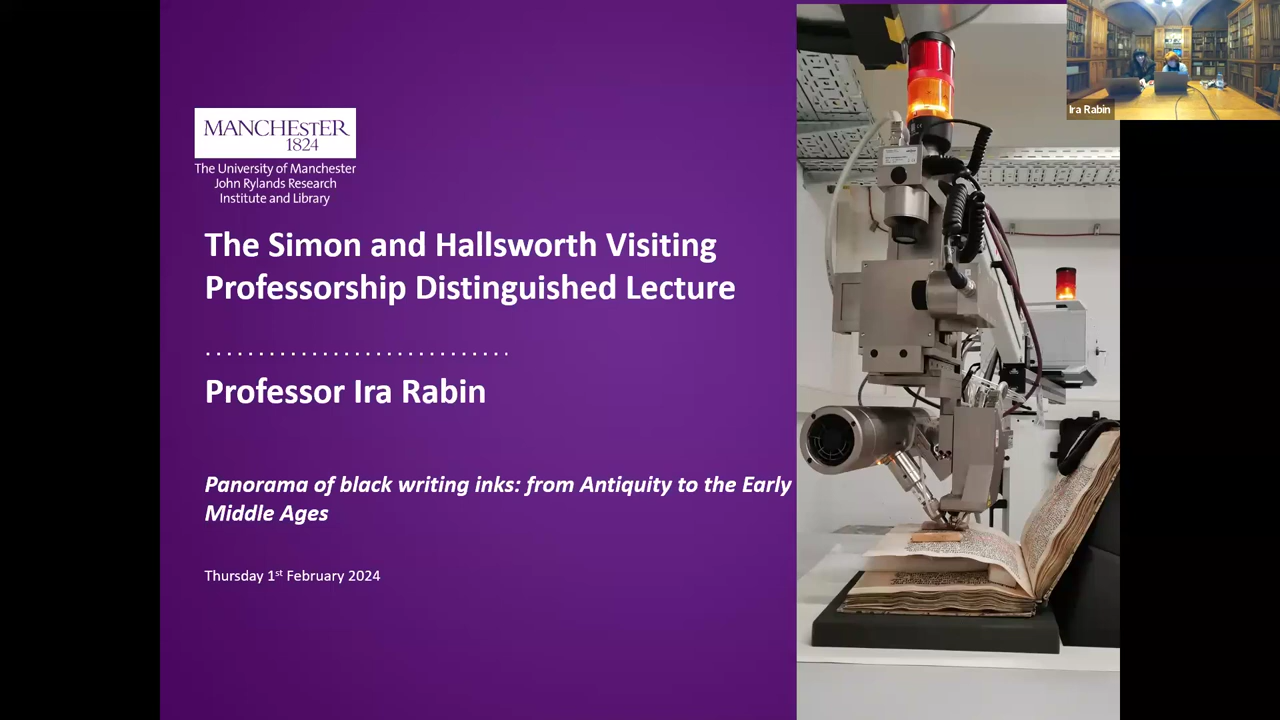 MANCHESTER
1824
The University of Manchester
John Rylands Research
Institute and Library
The Simon and Hallsworth Visiting
Professorship Distinguished Lecture
..............................
Professor Ira Rabin
Panorama of black writing inks: from Antiquity to the Early
Middle Ages
Thursday 1st February 2024
Ira Rabin